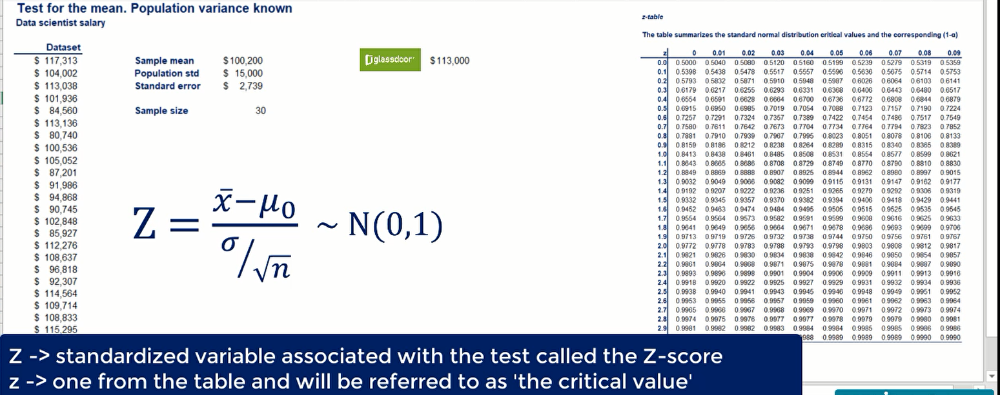 Test for the mean. Population variance known
Data scientist salary
Dataset
$ 117,313
$ 104,002
$ 113,038
$ 101,936
$ 84,560
$ 113,136
$ 80,740
$ 100,536
$ 105,052
$ 87,201
$ 91,986
$ 94,868
$ 90,745
$ 102,848
$ 85,927
$ 112,276
$ 108,637
$ 96,818
$ 92,307
$ 114,564
$ 109,714
$ 108,833
$ 115,295
Sample mean $100,200
Population std $ 15,000
Standard error $ 2,739
Sample size 30
glassdoor $113,000
Z = x̄−μ0 / σ/√n ~ N(0,1)
z-table
The table summarizes the standard normal distribution critical values and the corresponding (1-α)
z 0 0.01 0.02 0.03 0.04 0.05 0.06 0.07 0.08 0.09
0.0 0.5000 0.5040 0.5080 0.5120 0.5160 0.5199 0.5239 0.5279 0.5319 0.5359
0.1 0.5398 0.5438 0.5478 0.5517 0.5557 0.5596 0.5636 0.5675 0.5714 0.5753
0.2 0.5793 0.5832 0.5871 0.5910 0.5948 0.5987 0.6026 0.6064 0.6103 0.6141
0.3 0.6179 0.6217 0.6255 0.6293 0.6331 0.6368 0.6406 0.6443 0.6480 0.6517
0.4 0.6554 0.6591 0.6628 0.6664 0.6700 0.6736 0.6772 0.6808 0.6844 0.6879
0.5 0.6915 0.6950 0.6985 0.7019 0.7054 0.7088 0.7123 0.7157 0.7190 0.7224
0.6 0.7257 0.7291 0.7324 0.7357 0.7389 0.7422 0.7454 0.7486 0.7517 0.7549
0.7 0.7580 0.7611 0.7642 0.7673 0.7704 0.7734 0.7764 0.7794 0.7823 0.7852
0.8 0.7881 0.7910 0.7939 0.7967 0.7995 0.8023 0.8051 0.8078 0.8106 0.8133
0.9 0.8159 0.8186 0.8212 0.8238 0.8264 0.8289 0.8315 0.8340 0.8365 0.8389
1.0 0.8413 0.8438 0.8461 0.8485 0.8508 0.8531 0.8554 0.8577 0.8599 0.8621
1.1 0.8643 0.8665 0.8686 0.8708 0.8729 0.8749 0.8770 0.8790 0.8810 0.8830
1.2 0.8849 0.8869 0.8888 0.8907 0.8925 0.8944 0.8962 0.8980 0.8997 0.9015
1.3 0.9032 0.9049 0.9066 0.9082 0.9099 0.9115 0.9131 0.9147 0.9162 0.9177
1.4 0.9192 0.9207 0.9222 0.9236 0.9251 0.9265 0.9279 0.9292 0.9306 0.9319
1.5 0.9332 0.9345 0.9357 0.9370 0.9382 0.9394 0.9406 0.9418 0.9429 0.9441
1.6 0.9452 0.9463 0.9474 0.9484 0.9495 0.9505 0.9515 0.9525 0.9535 0.9545
1.7 0.9554 0.9564 0.9573 0.9582 0.9591 0.9599 0.9608 0.9616 0.9625 0.9633
1.8 0.9641 0.9649 0.9656 0.9664 0.9671 0.9678 0.9686 0.9693 0.9699 0.9706
1.9 0.9713 0.9719 0.9726 0.9732 0.9738 0.9744 0.9750 0.9756 0.9761 0.9767
2.0 0.9772 0.9778 0.9783 0.9788 0.9793 0.9798 0.9803 0.9808 0.9812 0.9817
2.1 0.9821 0.9826 0.9830 0.9834 0.9838 0.9842 0.9846 0.9850 0.9854 0.9857
2.2 0.9861 0.9864 0.9868 0.9871 0.9875 0.9878 0.9881 0.9884 0.9887 0.9890
2.3 0.9893 0.9896 0.9898 0.9901 0.9904 0.9906 0.9909 0.9911 0.9913 0.9916
2.4 0.9918 0.9920 0.9922 0.9925 0.9927 0.9929 0.9931 0.9932 0.9934 0.9936
2.5 0.9938 0.9940 0.9941 0.9943 0.9945 0.9946 0.9948 0.9949 0.9951 0.9952
2.6 0.9953 0.9955 0.9956 0.9957 0.9959 0.9960 0.9961 0.9962 0.9963 0.9964
2.7 0.9965 0.9966 0.9967 0.9968 0.9969 0.9970 0.9971 0.9972 0.9973 0.9974
2.8 0.9974 0.9975 0.9976 0.9977 0.9977 0.9978 0.9979 0.9979 0.9980 0.9981
2.9 0.9981 0.9982 0.9982 0.9983 0.9984 0.9984 0.9985 0.9985 0.9986 0.9986
9988 0.9989 0.9989 0.9989 0.9990 0.9990
Z -> standardized variable associated with the test called the Z-score
z -> one from the table and will be referred to as 'the critical value'